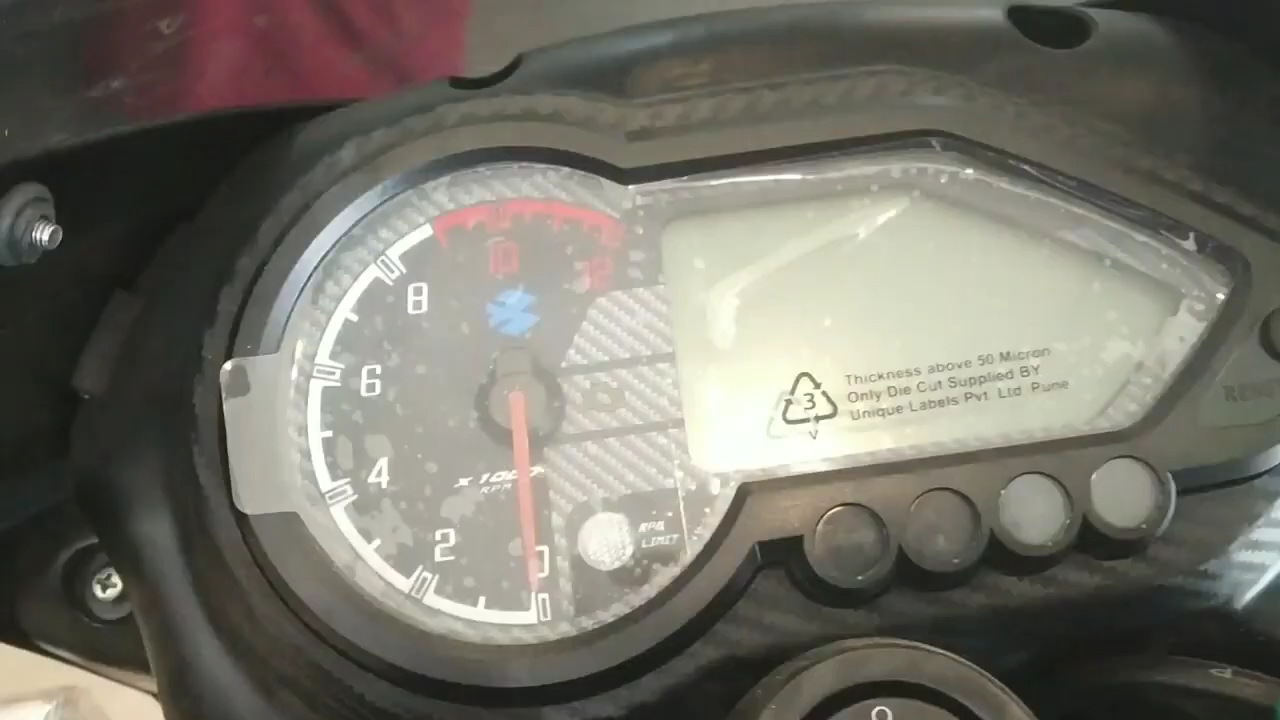 10
12
8
6
4
2
0
x 1000
RPM
RPM
LIMIT
3
Thickness above 50 Micron
Only Die Cut Supplied BY
Unique Labels Pvt. Ltd Pune